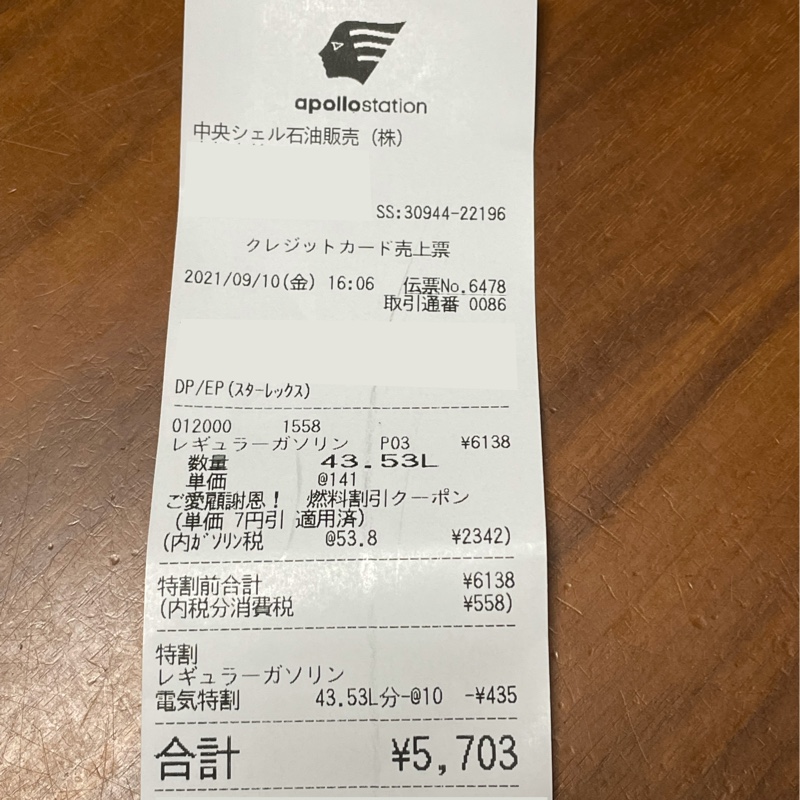 apollostation
中央シェル石油販売（株）
SS:30944-22196
クレジットカード売上票
2021/09/10(金) 16:06 伝票No.6478
取引通番 0086
DP/EP(ｽﾀｰﾚｯｸｽ)
012000 1558
レギュラーガソリン P03 ¥6138
数量 43.53L
単価 @141
ご愛顧謝恩！ 燃料割引クーポン
(単価 7円引 適用済)
(内ｶﾞｿﾘﾝ税 @53.8 ¥2342)
特割前合計 ¥6138
(内税分消費税 ¥558)
特割
レギュラーガソリン
電気特割 43.53L分-@10 -¥435
合計 ¥5,703